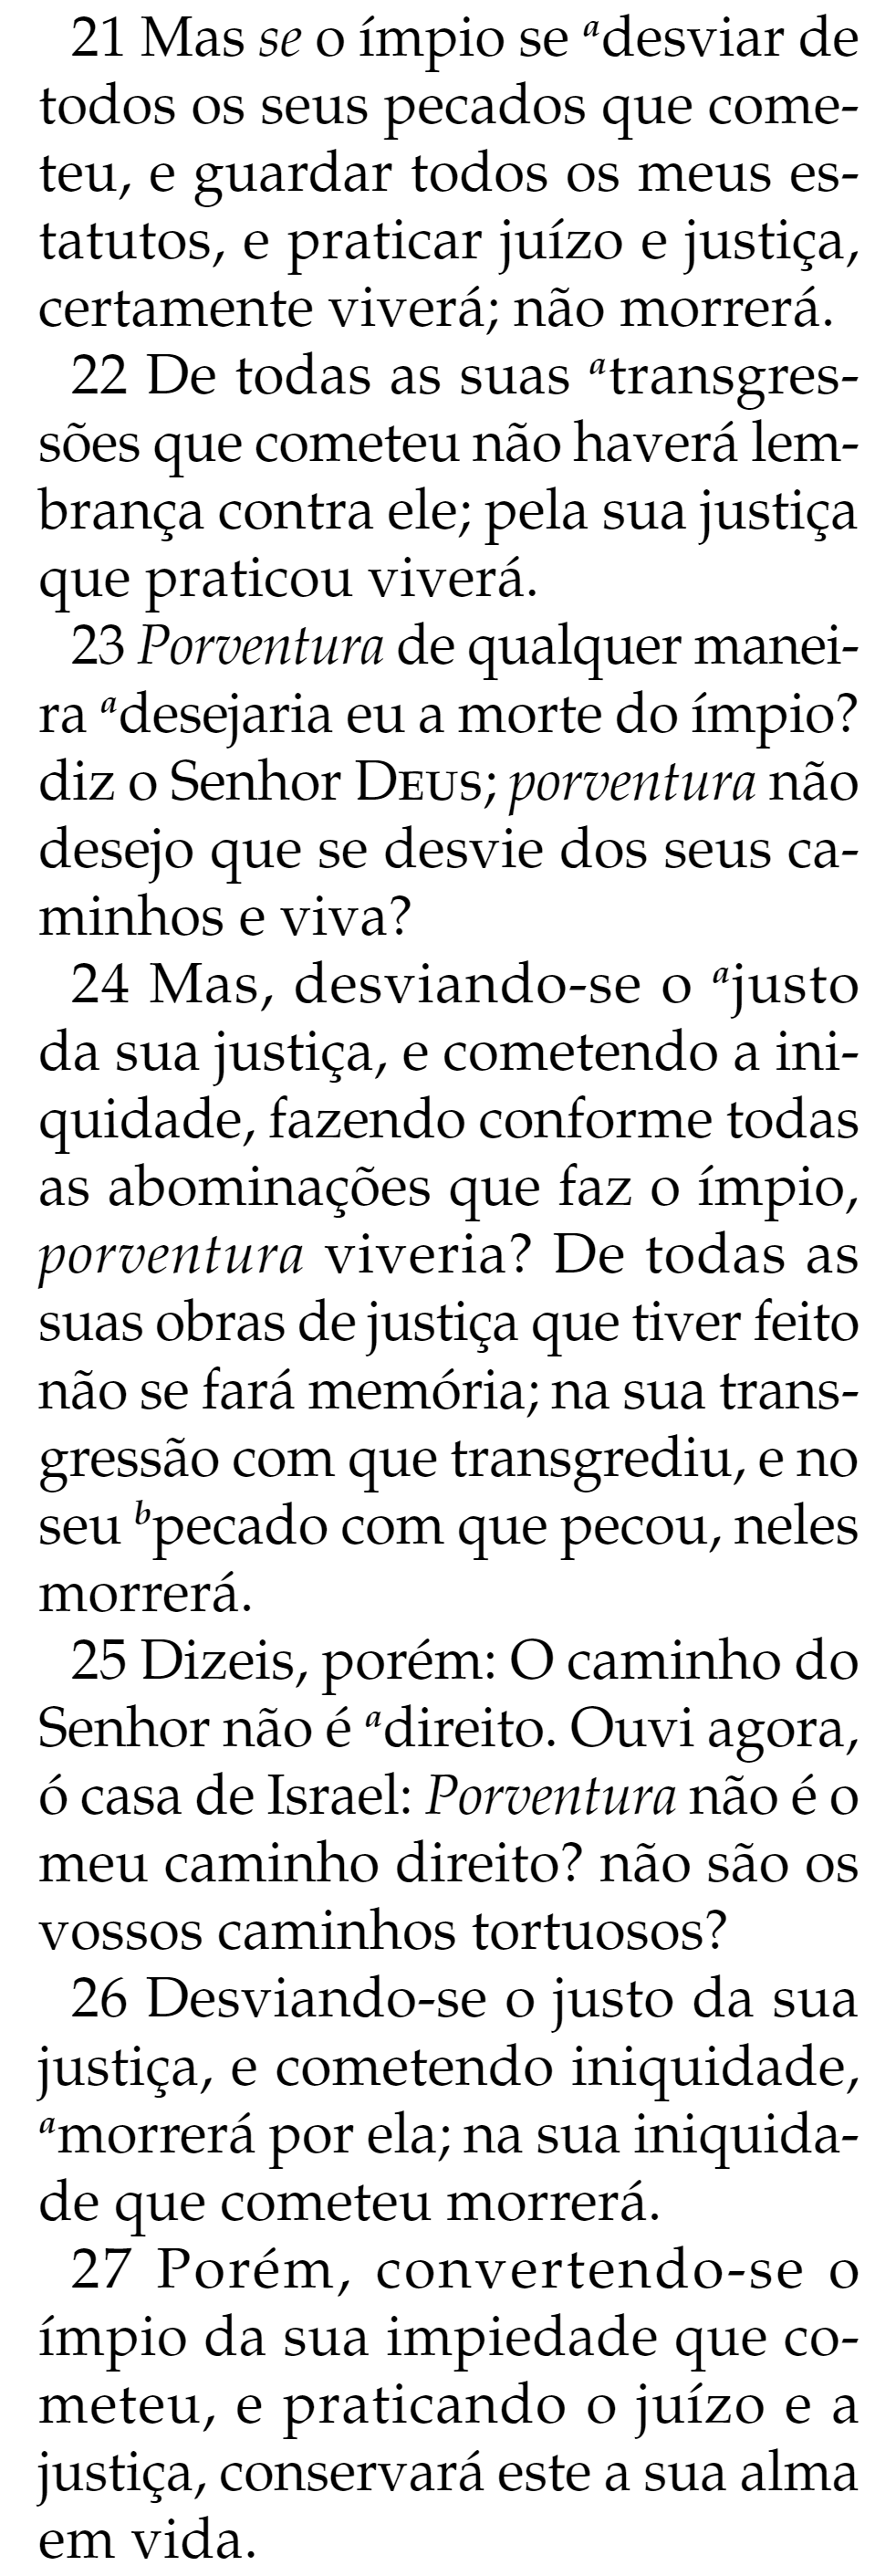 21 Mas se o ímpio se ᵃdesviar de
todos os seus pecados que come-
teu, e guardar todos os meus es-
tatutos, e praticar juízo e justiça,
certamente viverá; não morrerá.
22 De todas as suas ᵃtransgres-
sões que cometeu não haverá lem-
brança contra ele; pela sua justiça
que praticou viverá.
23 Porventura de qualquer manei-
ra ᵃdesejaria eu a morte do ímpio?
diz o Senhor DEUS; porventura não
desejo que se desvie dos seus ca-
minhos e viva?
24 Mas, desviando-se o ᵃjusto
da sua justiça, e cometendo a ini-
quidade, fazendo conforme todas
as abominações que faz o ímpio,
porventura viveria? De todas as
suas obras de justiça que tiver feito
não se fará memória; na sua trans-
gressão com que transgrediu, e no
seu ᵇpecado com que pecou, neles
morrerá.
25 Dizeis, porém: O caminho do
Senhor não é ᵃdireito. Ouvi agora,
ó casa de Israel: Porventura não é o
meu caminho direito? não são os
vossos caminhos tortuosos?
26 Desviando-se o justo da sua
justiça, e cometendo iniquidade,
ᵃmorrerá por ela; na sua iniquida-
de que cometeu morrerá.
27 Porém, convertendo-se o
ímpio da sua impiedade que co-
meteu, e praticando o juízo e a
justiça, conservará este a sua alma
em vida.